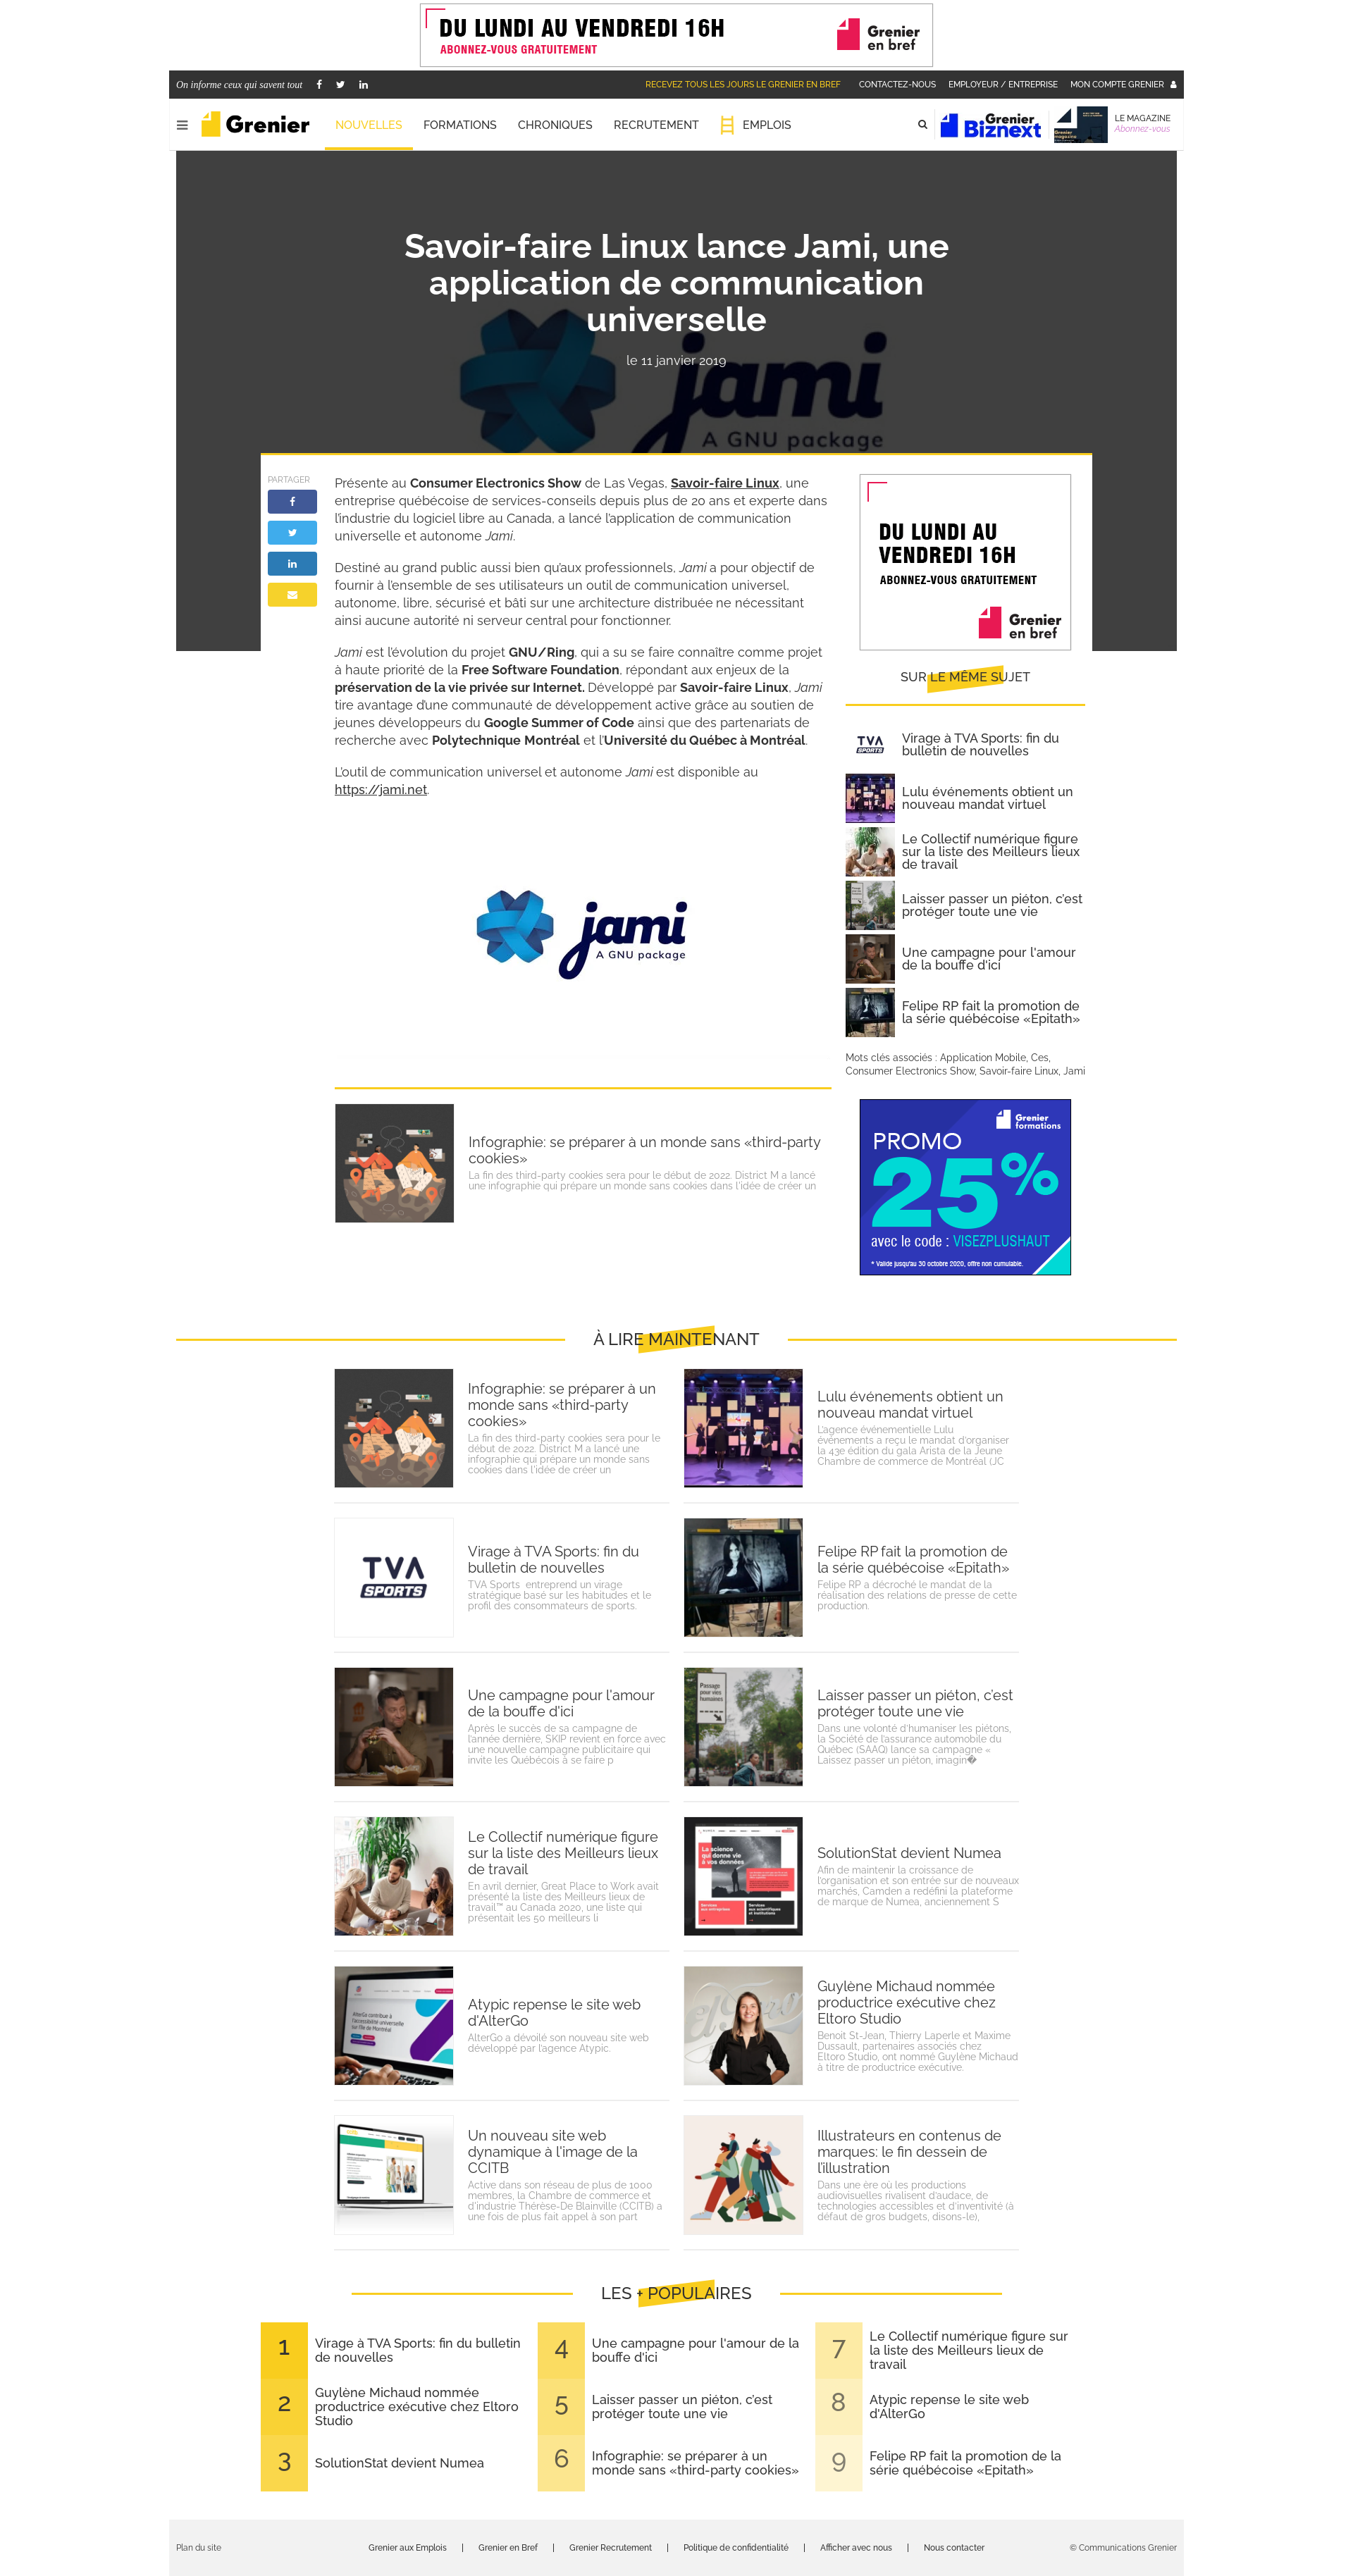 DU LUNDI AU VENDREDI 16H
ABONNEZ-VOUS GRATUITEMENT
Grenier
en bref
On informe ceux qui savent tout
RECEVEZ TOUS LES JOURS LE GRENIER EN BREF
CONTACTEZ-NOUS
EMPLOYEUR / ENTREPRISE
MON COMPTE GRENIER
Grenier
NOUVELLES
FORMATIONS
CHRONIQUES
RECRUTEMENT
EMPLOIS
Grenier
Biznext
LE MAGAZINE
Abonnez-vous
Savoir-faire Linux lance Jami, une
application de communication
universelle
le 11 janvier 2019
jami
A GNU package
PARTAGER
Présente au Consumer Electronics Show de Las Vegas, Savoir-faire Linux, une
entreprise québécoise de services-conseils depuis plus de 20 ans et experte dans
l’industrie du logiciel libre au Canada, a lancé l’application de communication
universelle et autonome Jami.
Destiné au grand public aussi bien qu’aux professionnels, Jami a pour objectif de
fournir à l’ensemble de ses utilisateurs un outil de communication universel,
autonome, libre, sécurisé et bâti sur une architecture distribuée ne nécessitant
ainsi aucune autorité ni serveur central pour fonctionner.
Jami est l’évolution du projet GNU/Ring, qui a su se faire connaître comme projet
à haute priorité de la Free Software Foundation, répondant aux enjeux de la
préservation de la vie privée sur Internet. Développé par Savoir-faire Linux, Jami
tire avantage d’une communauté de développement active grâce au soutien de
jeunes développeurs du Google Summer of Code ainsi que des partenariats de
recherche avec Polytechnique Montréal et l’Université du Québec à Montréal.
L’outil de communication universel et autonome Jami est disponible au
https://jami.net.
jami
A GNU package
DU LUNDI AU
VENDREDI 16H
ABONNEZ-VOUS GRATUITEMENT
Grenier
en bref
SUR LE MÊME SUJET
TVA
SPORTS
Virage à TVA Sports: fin du
bulletin de nouvelles
Lulu événements obtient un
nouveau mandat virtuel
Le Collectif numérique figure
sur la liste des Meilleurs lieux
de travail
Laisser passer un piéton, c'est
protéger toute une vie
Une campagne pour l'amour
de la bouffe d'ici
Felipe RP fait la promotion de
la série québécoise «Epitath»
Mots clés associés : Application Mobile, Ces,
Consumer Electronics Show, Savoir-faire Linux, Jami
Grenier
formations
PROMO
25%
avec le code : VISEZPLUSHAUT
* Valide jusqu'au 30 octobre 2020, offre non cumulable.
Infographie: se préparer à un monde sans «third-party
cookies»
La fin des third-party cookies sera pour le début de 2022. District M a lancé
une infographie qui prépare un monde sans cookies dans l'idée de créer un
À LIRE MAINTENANT
Infographie: se préparer à un
monde sans «third-party
cookies»
La fin des third-party cookies sera pour le
début de 2022. District M a lancé une
infographie qui prépare un monde sans
cookies dans l'idée de créer un
Lulu événements obtient un
nouveau mandat virtuel
L’agence événementielle Lulu
événements a reçu le mandat d’organiser
la 43e édition du gala Arista de la Jeune
Chambre de commerce de Montréal (JC
TVA
SPORTS
Virage à TVA Sports: fin du
bulletin de nouvelles
TVA Sports entreprend un virage
stratégique basé sur les habitudes et le
profil des consommateurs de sports.
Felipe RP fait la promotion de
la série québécoise «Epitath»
Felipe RP a décroché le mandat de la
réalisation des relations de presse de cette
production.
Une campagne pour l'amour
de la bouffe d'ici
Après le succès de sa campagne de
l’année dernière, SKIP revient en force avec
une nouvelle campagne publicitaire qui
invite les Québécois à se faire p
Passage
pour vies
humaines
Laisser passer un piéton, c'est
protéger toute une vie
Dans une volonté d’humaniser les piétons,
la Société de l’assurance automobile du
Québec (SAAQ) lance sa campagne «
Laissez passer un piéton, imagin�
Le Collectif numérique figure
sur la liste des Meilleurs lieux
de travail
En avril dernier, Great Place to Work avait
présenté la liste des Meilleurs lieux de
travail™ au Canada 2020, une liste qui
présentait les 50 meilleurs li
La science
qui donne vie
à vos données
SolutionStat devient Numea
Afin de maintenir la croissance de
l’organisation et son entrée sur de nouveaux
marchés, Camden a redéfini la plateforme
de marque de Numea, anciennement S
AlterGo contribue à
l'accessibilité universelle
sur l'île de Montréal
Atypic repense le site web
d'AlterGo
AlterGo a dévoilé son nouveau site web
développé par l’agence Atypic.
Guylène Michaud nommée
productrice exécutive chez
Eltoro Studio
Benoit St-Jean, Thierry Laperle et Maxime
Dussault, partenaires associés chez
Eltoro Studio, ont nommé Guylène Michaud
à titre de productrice exécutive.
Un nouveau site web
dynamique à l'image de la
CCITB
Active dans son réseau de plus de 1000
membres, la Chambre de commerce et
d’industrie Thérèse-De Blainville (CCITB) a
une fois de plus fait appel à son part
Illustrateurs en contenus de
marques: le fin dessein de
l’illustration
Dans une ère où les productions
audiovisuelles rivalisent d’audace, de
technologies accessibles et d’inventivité (à
défaut de gros budgets, disons-le),
LES + POPULAIRES
1
Virage à TVA Sports: fin du bulletin
de nouvelles
2
Guylène Michaud nommée
productrice exécutive chez Eltoro
Studio
3
SolutionStat devient Numea
4
Une campagne pour l'amour de la
bouffe d'ici
5
Laisser passer un piéton, c'est
protéger toute une vie
6
Infographie: se préparer à un
monde sans «third-party cookies»
7
Le Collectif numérique figure sur
la liste des Meilleurs lieux de
travail
8
Atypic repense le site web
d'AlterGo
9
Felipe RP fait la promotion de la
série québécoise «Epitath»
Plan du site
Grenier aux Emplois | Grenier en Bref | Grenier Recrutement | Politique de confidentialité | Afficher avec nous | Nous contacter
© Communications Grenier